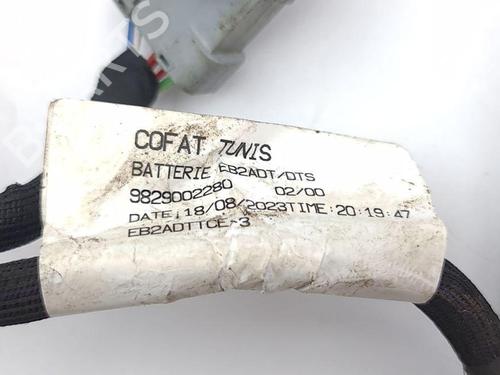 COFAT TUNIS
BATTERIE EB2ADT/DTS
9829002280 02/00
DATE:18/08/2023TIME:20:19:47
EB2ADTTCE-3